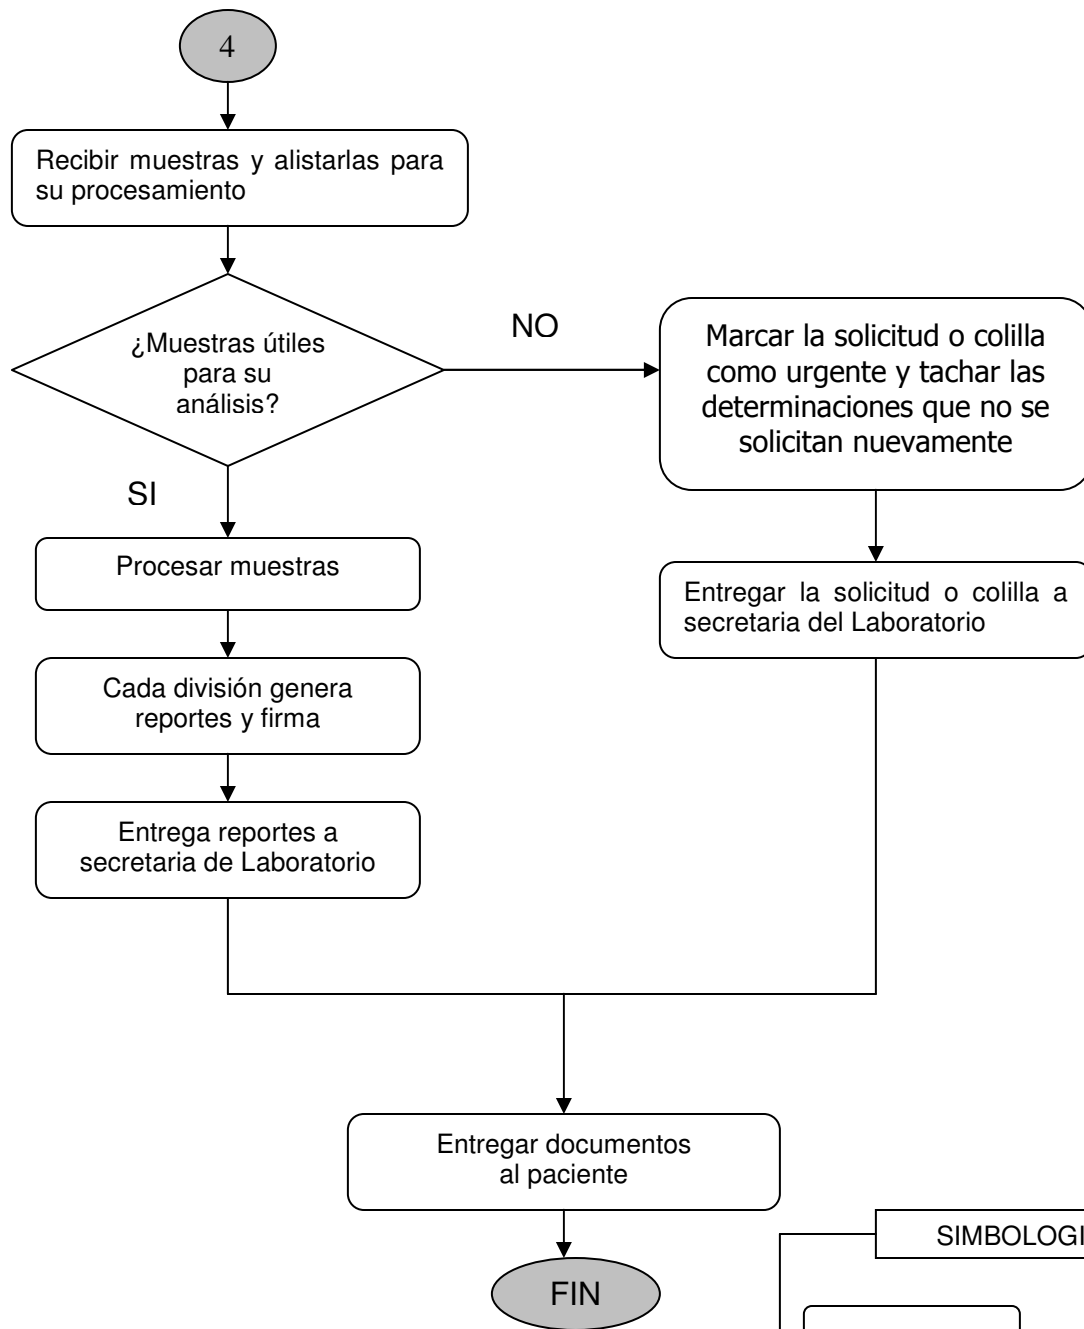 4
Recibir muestras y alistarlas para
su procesamiento
¿Muestras útiles
para su
análisis?
NO
Marcar la solicitud o colilla
como urgente y tachar las
determinaciones que no se
solicitan nuevamente
SI
Procesar muestras
Entregar la solicitud o colilla a
secretaria del Laboratorio
Cada división genera
reportes y firma
Entrega reportes a
secretaria de Laboratorio
Entregar documentos
al paciente
SIMBOLOGI
FIN